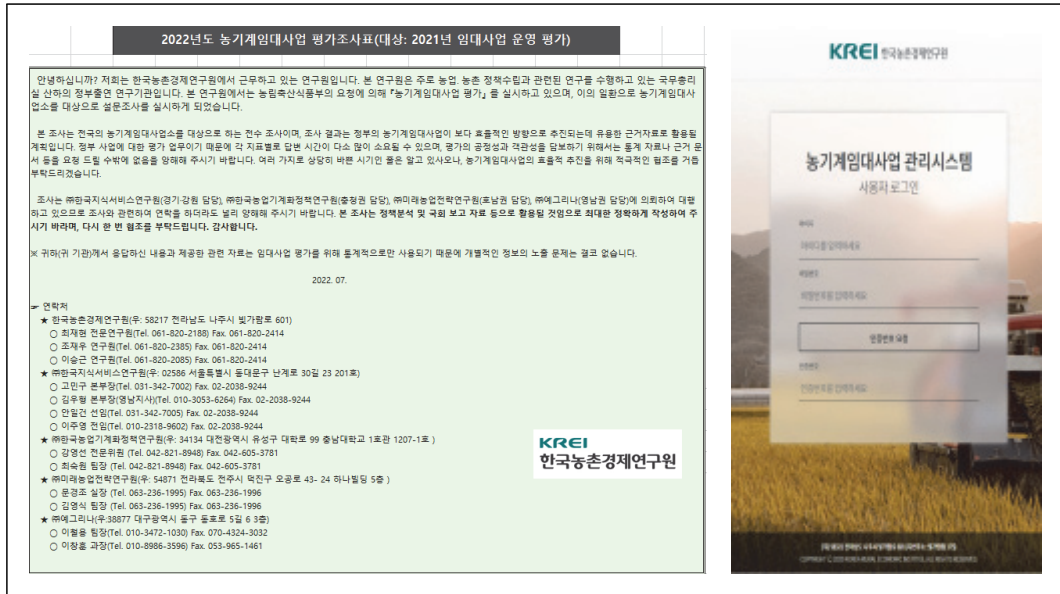 2022년도 농기계임대사업 평가조사표(대상: 2021년 임대사업 운영 평가)
안녕하십니까? 저희는 한국농촌경제연구원에서 근무하고 있는 연구원입니다. 본 연구원은 주로 농업. 농촌 정책수립과 관련된 연구를 수행하고 있는 국무총리
실 산하의 정부출연 연구기관입니다. 본 연구원에서는 농림축산식품부의 요청에 의해 『농기계임대사업 평가』를 실시하고 있으며, 이의 일환으로 농기계임대사
업소를 대상으로 설문조사를 실시하게 되었습니다.
본 조사는 전국의 농기계임대사업소를 대상으로 하는 전수 조사이며, 조사 결과는 정부의 농기계임대사업이 보다 효율적인 방향으로 추진되는데 유용한 근거자료로 활용될
계획입니다. 정부 사업에 대한 평가 업무이기 때문에 각 지표별로 답변 시간이 다소 많이 소요될 수 있으며, 평가의 공정성과 객관성을 담보하기 위해서는 통계 자료나 근거 문
서 등을 요청 드릴 수밖에 없음을 양해해 주시기 바랍니다. 여러 가지로 상당히 바쁜 시기인 줄은 알고 있사오나, 농기계임대사업의 효율적 추진을 위해 적극적인 협조를 거듭
부탁드리겠습니다.
조사는 ㈜한국지식서비스연구원(경기·강원 담당), ㈜한국농업기계화정책연구원(충청권 담당), ㈜미래농업전략연구원(호남권 담당), ㈜에그리나(영남권 담당)에 의뢰하여 대행
하고 있으므로 조사와 관련하여 연락을 하더라도 널리 양해해 주시기 바랍니다. 본 조사는 정책분석 및 국회 보고 자료 등으로 활용될 것임으로 최대한 정확하게 작성하여 주
시기 바라며, 다시 한 번 협조를 부탁드립니다. 감사합니다.
※ 귀하(귀 기관)께서 응답하신 내용과 제공한 관련 자료는 임대사업 평가를 위해 통계적으로만 사용되기 때문에 개별적인 정보의 노출 문제는 결코 없습니다.
2022. 07.
☞ 연락처
★ 한국농촌경제연구원(우: 58217 전라남도 나주시 빛가람로 601)
○ 최재현 전문연구원(Tel. 061-820-2188) Fax. 061-820-2414
○ 조재우 연구원(Tel. 061-820-2385) Fax. 061-820-2414
○ 이승근 연구원(Tel. 061-820-2085) Fax. 061-820-2414
★ ㈜한국지식서비스연구원(우: 02586 서울특별시 동대문구 난계로 30길 23 201호)
○ 고민구 본부장(Tel. 031-342-7002) Fax. 02-2038-9244
○ 김우형 본부장(영남지사)(Tel. 010-3053-6264) Fax. 02-2038-9244
○ 안일건 선임(Tel. 031-342-7005) Fax. 02-2038-9244
○ 이주영 전임(Tel. 010-2318-9602) Fax. 02-2038-9244
★ ㈜한국농업기계화정책연구원(우: 34134 대전광역시 유성구 대학로 99 충남대학교 1호관 1207-1호 )
○ 강영선 전문위원 (Tel. 042-821-8948) Fax. 042-605-3781
○ 최숙원 팀장 (Tel. 042-821-8948) Fax. 042-605-3781
★ ㈜미래농업전략연구원(우: 54871 전라북도 전주시 덕진구 오공로 43- 24 하나빌딩 5층 )
○ 문경조 실장 (Tel. 063-236-1995) Fax. 063-236-1996
○ 김영식 팀장 (Tel. 063-236-1995) Fax. 063-236-1996
★ ㈜에그리나(우:38877 대구광역시 동구 동호로 5길 6 3층)
○ 이철용 팀장(Tel. 010-3472-1030) Fax. 070-4324-3032
○ 이창훈 과장(Tel. 010-8986-3596) Fax. 053-965-1461
KREI
한국농촌경제연구원
KREI 한국농촌경제연구원
농기계임대사업 관리시스템
사용자 로그인
아이디
아이디를 입력하세요
비밀번호
비밀번호를 입력하세요
인증번호 요청
인증번호
인증번호를 입력하세요